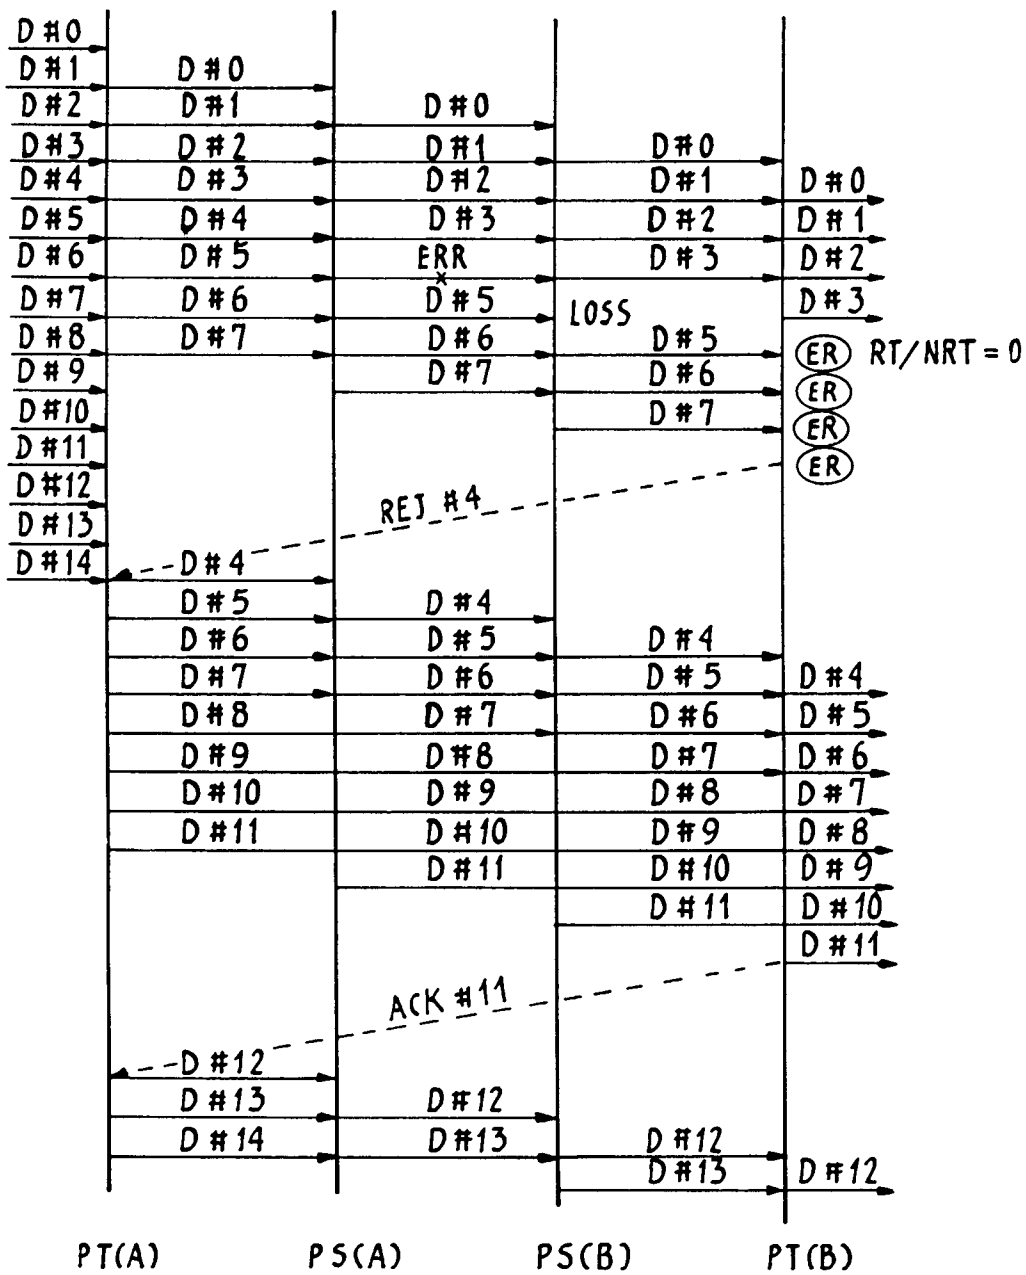 D#0
D#1 D#0
D#2 D#1 D#0
D#3 D#2 D#1 D#0
D#4 D#3 D#2 D#1 D#0
D#5 D#4 D#3 D#2 D#1
D#6 D#5 ERR D#3 D#2
x
D#7 D#6 D#5 LOSS D#3
D#8 D#7 D#6 D#5 ER RT/NRT=0
D#9 D#7 D#6 ER
D#10 D#7 ER
D#11 ER
D#12 REJ #4
D#13
D#14 D#4
D#5 D#4
D#6 D#5 D#4
D#7 D#6 D#5 D#4
D#8 D#7 D#6 D#5
D#9 D#8 D#7 D#6
D#10 D#9 D#8 D#7
D#11 D#10 D#9 D#8
D#11 D#10 D#9
D#11 D#10
D#11
ACK #11
D#12
D#13 D#12
D#14 D#13 D#12
D#13 D#12
PT(A) PS(A) PS(B) PT(B)